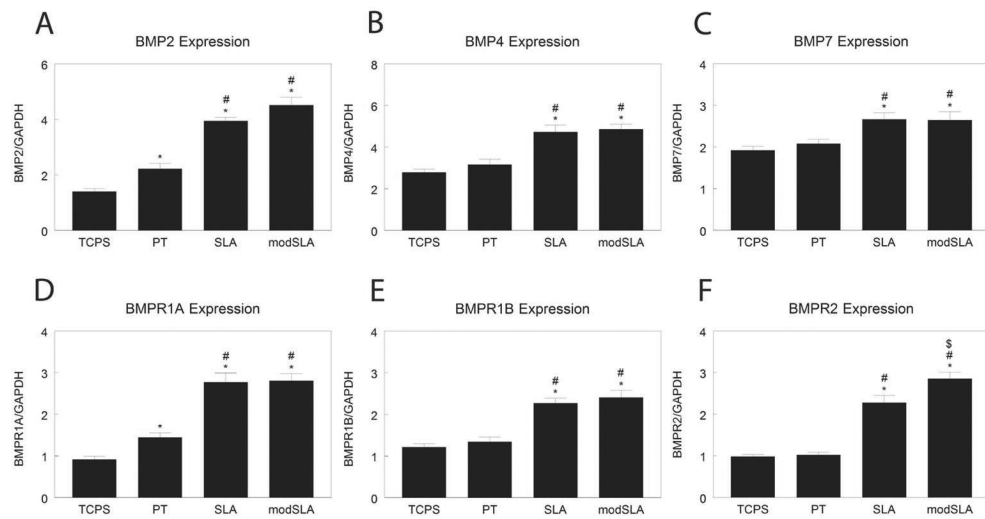 A
BMP2 Expression
BMP2/GAPDH
6
4
2
0
*
#
*
#
*
TCPS PT SLA modSLA
B
BMP4 Expression
BMP4/GAPDH
8
6
4
2
0
#
*
#
*
TCPS PT SLA modSLA
C
BMP7 Expression
BMP7/GAPDH
4
3
2
1
0
#
*
#
*
TCPS PT SLA modSLA
D
BMPR1A Expression
BMPR1A/GAPDH
4
3
2
1
0
*
#
*
#
*
TCPS PT SLA modSLA
E
BMPR1B Expression
BMPR1B/GAPDH
4
3
2
1
0
#
*
#
*
TCPS PT SLA modSLA
F
BMPR2 Expression
BMPR2/GAPDH
4
3
2
1
0
#
*
$
#
*
TCPS PT SLA modSLA